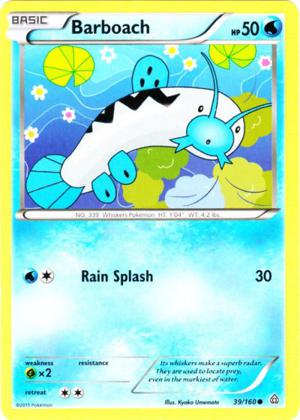 BASIC
Barboach
HP 50
NO. 339 Whiskers Pokémon HT. 1'04" WT. 4.2 lbs.
Rain Splash 30
weakness
resistance
×2
Its whiskers make a superb radar.
They are used to locate prey,
even in the murkiest of water.
retreat
©2015 Pokémon
Illus. Kyoko Umemoto
39/160